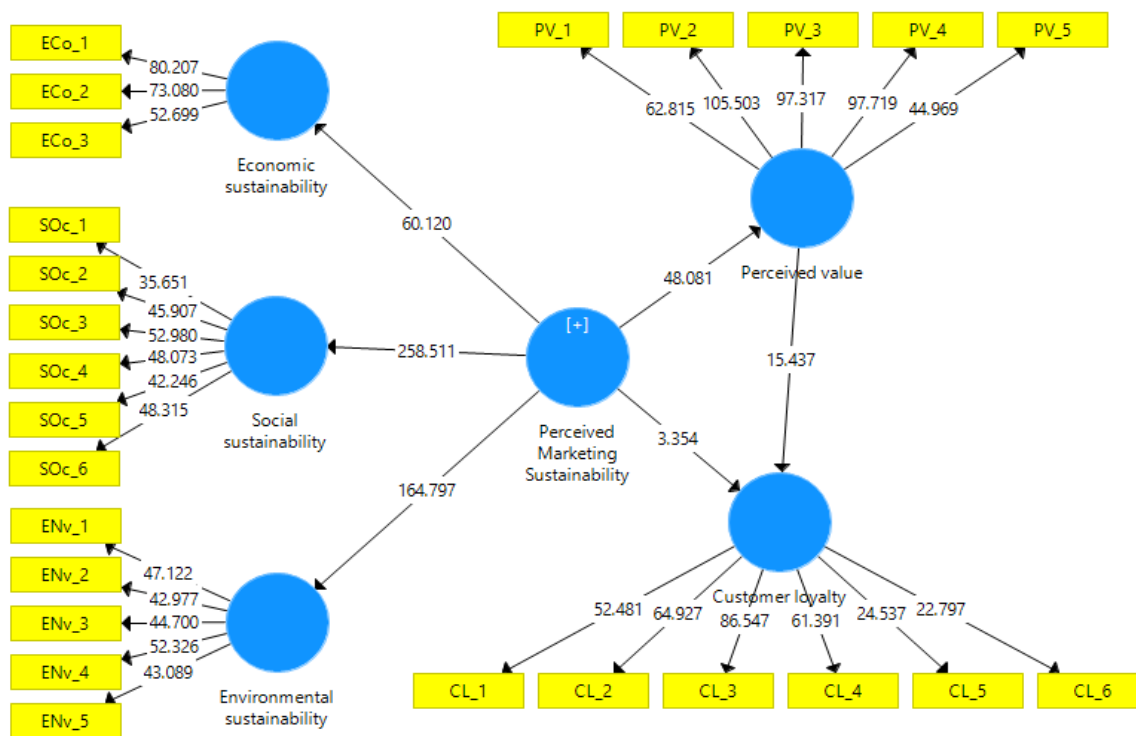 ECo_1
80.207
ECo_2
73.080
ECo_3
52.699
Economic
sustainability
PV_1
PV_2
PV_3
PV_4
PV_5
62.815
105.503
97.317
97.719
44.969
60.120
48.081
Perceived value
SOc_1
35.651
SOc_2
45.907
SOc_3
52.980
SOc_4
48.073
SOc_5
42.246
SOc_6
48.315
Social
sustainability
258.511
[+]
Perceived
Marketing
Sustainability
15.437
3.354
164.797
ENv_1
47.122
ENv_2
42.977
ENv_3
44.700
ENv_4
52.326
ENv_5
43.089
Environmental
sustainability
Customer loyalty
52.481
64.927
86.547
61.391
24.537
22.797
CL_1
CL_2
CL_3
CL_4
CL_5
CL_6